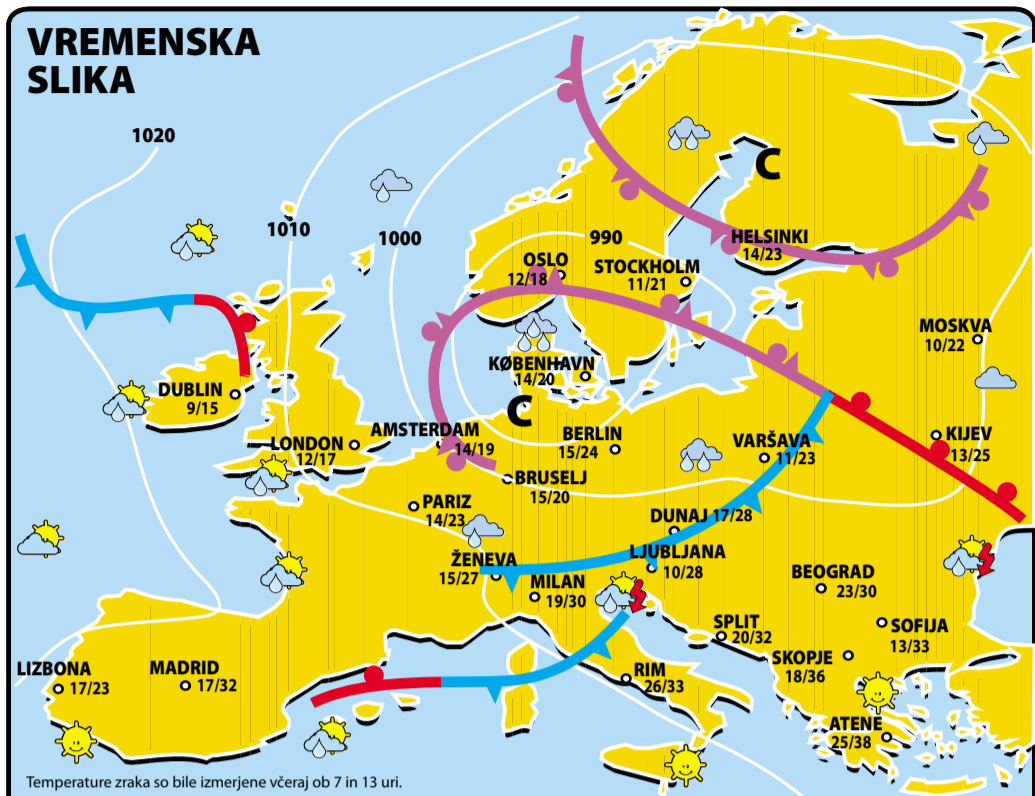 VREMENSKA
SLIKA
1020
1010
1000
990
C
HELSINKI
14/23
OSLO
12/18
STOCKHOLM
11/21
MOSKVA
10/22
KØBENHAVN
14/20
DUBLIN
9/15
C
LONDON
12/17
AMSTERDAM
14/19
BERLIN
15/24
VARŠAVA
11/23
KIJEV
13/25
BRUSELJ
15/20
PARIZ
14/23
DUNAJ 17/28
ŽENEVA
15/27
LJUBLJANA
10/28
MILAN
19/30
BEOGRAD
23/30
SPLIT
20/32
SOFIJA
13/33
LIZBONA
17/23
MADRID
17/32
RIM
26/33
SKOPJE
18/36
ATENE
25/38
Temperature zraka so bile izmerjene včeraj ob 7 in 13 uri.